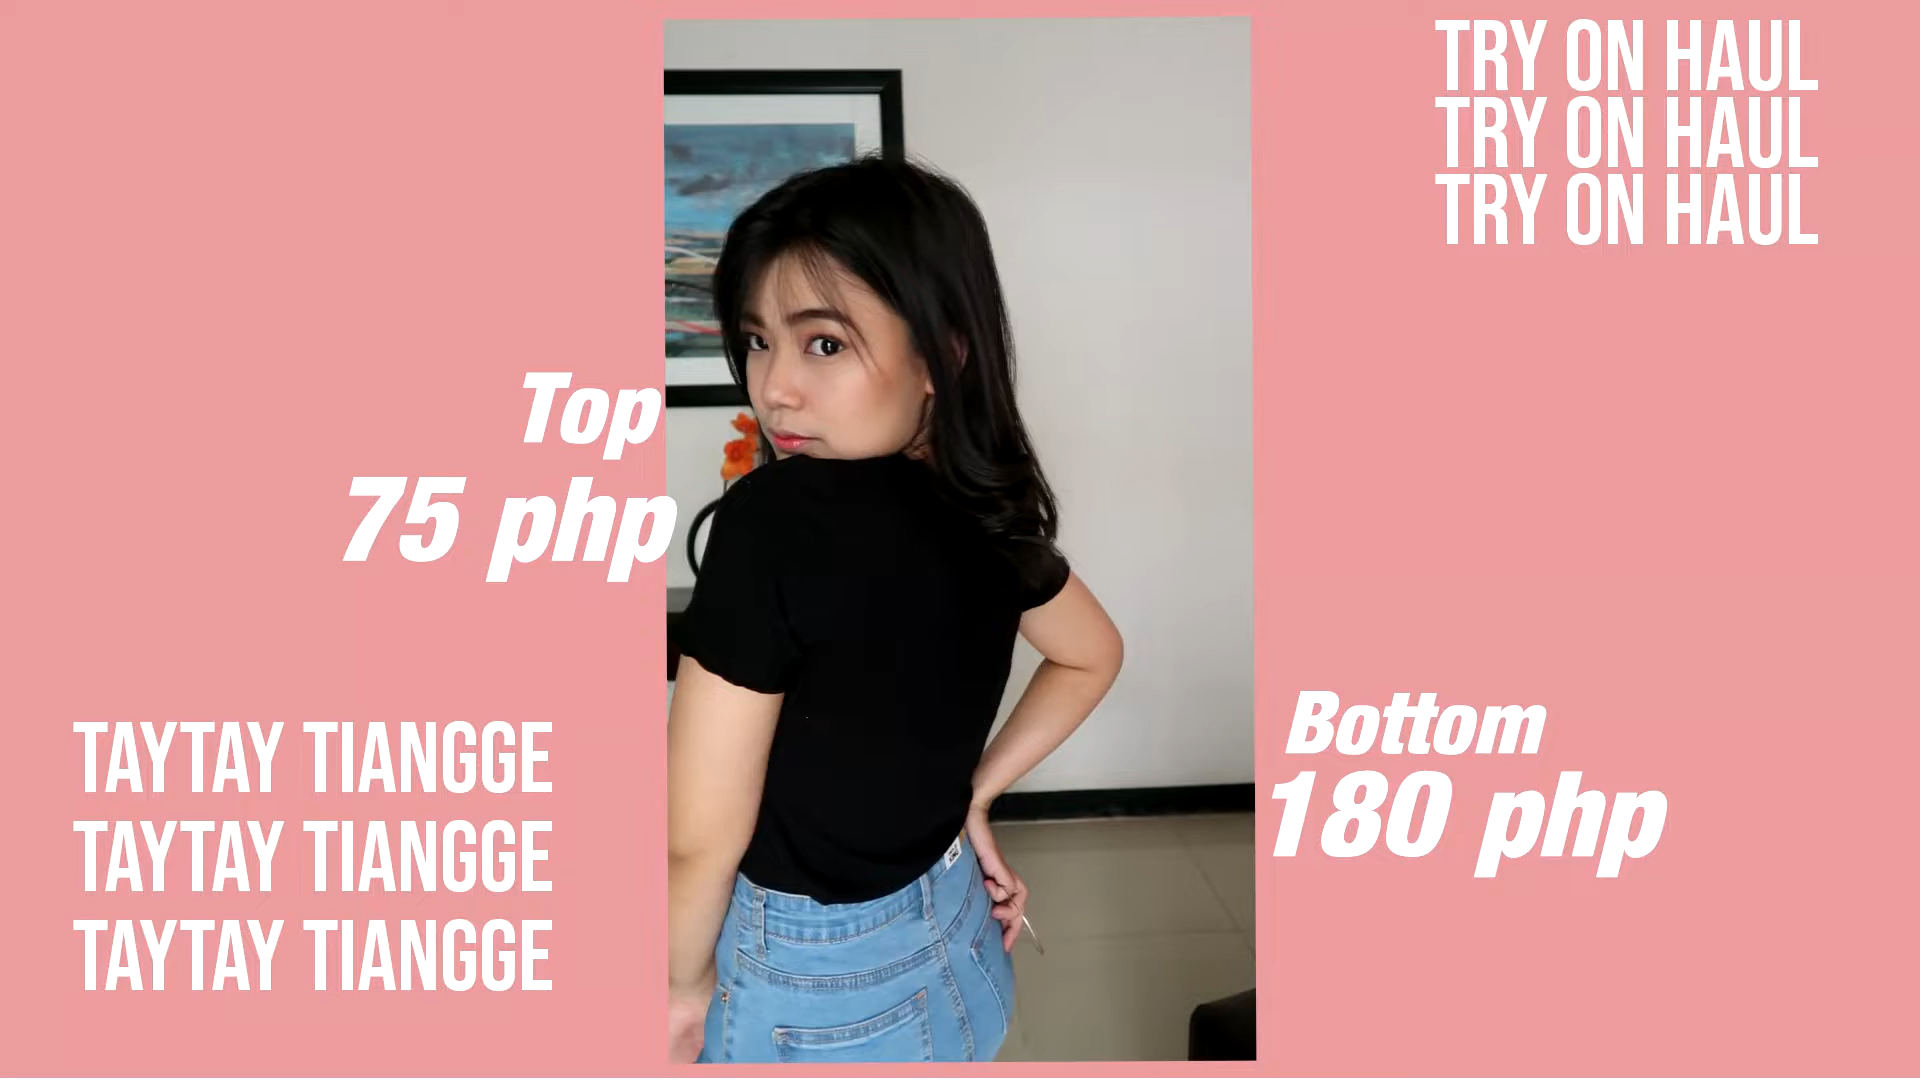 TRY ON HAUL
TRY ON HAUL
TRY ON HAUL
Top
75 php
Bottom
180 php
TAYTAY TIANGGE
TAYTAY TIANGGE
TAYTAY TIANGGE